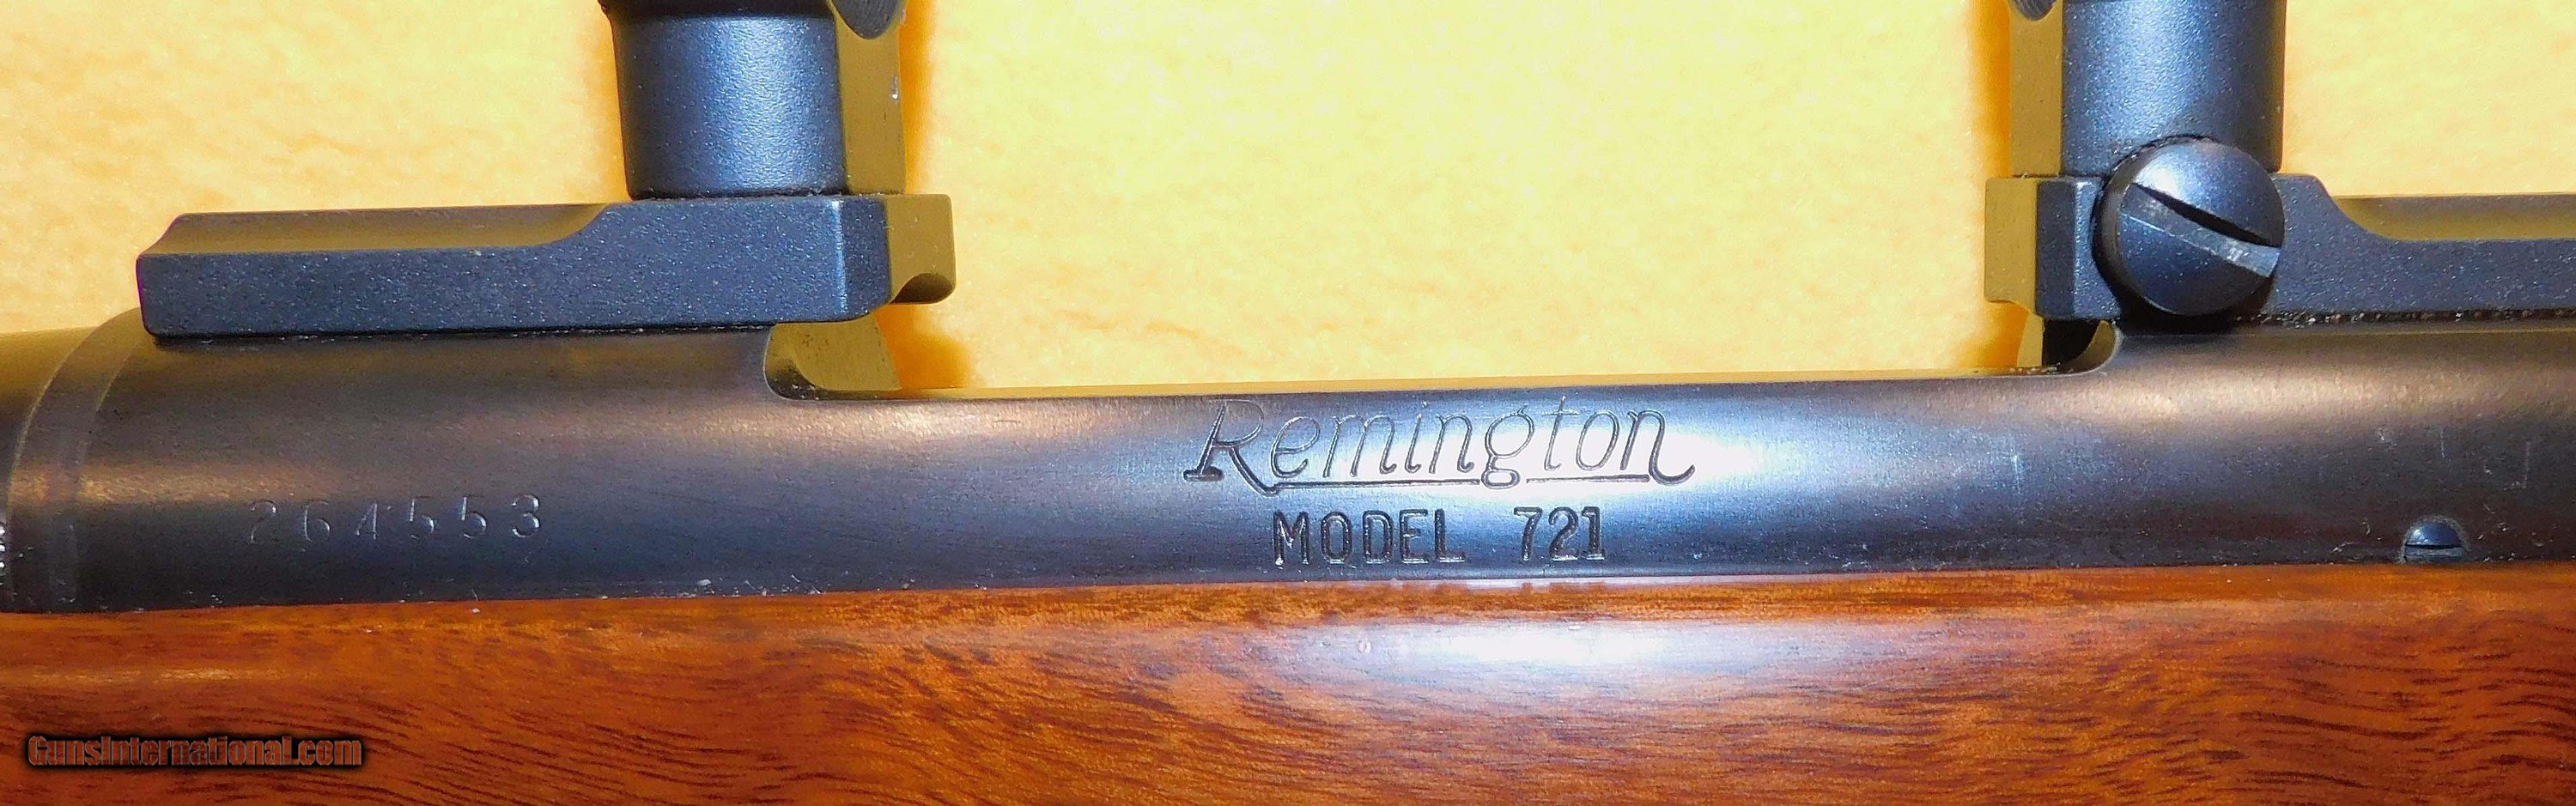 Remington
MODEL 721
264553
GunsInternational.com